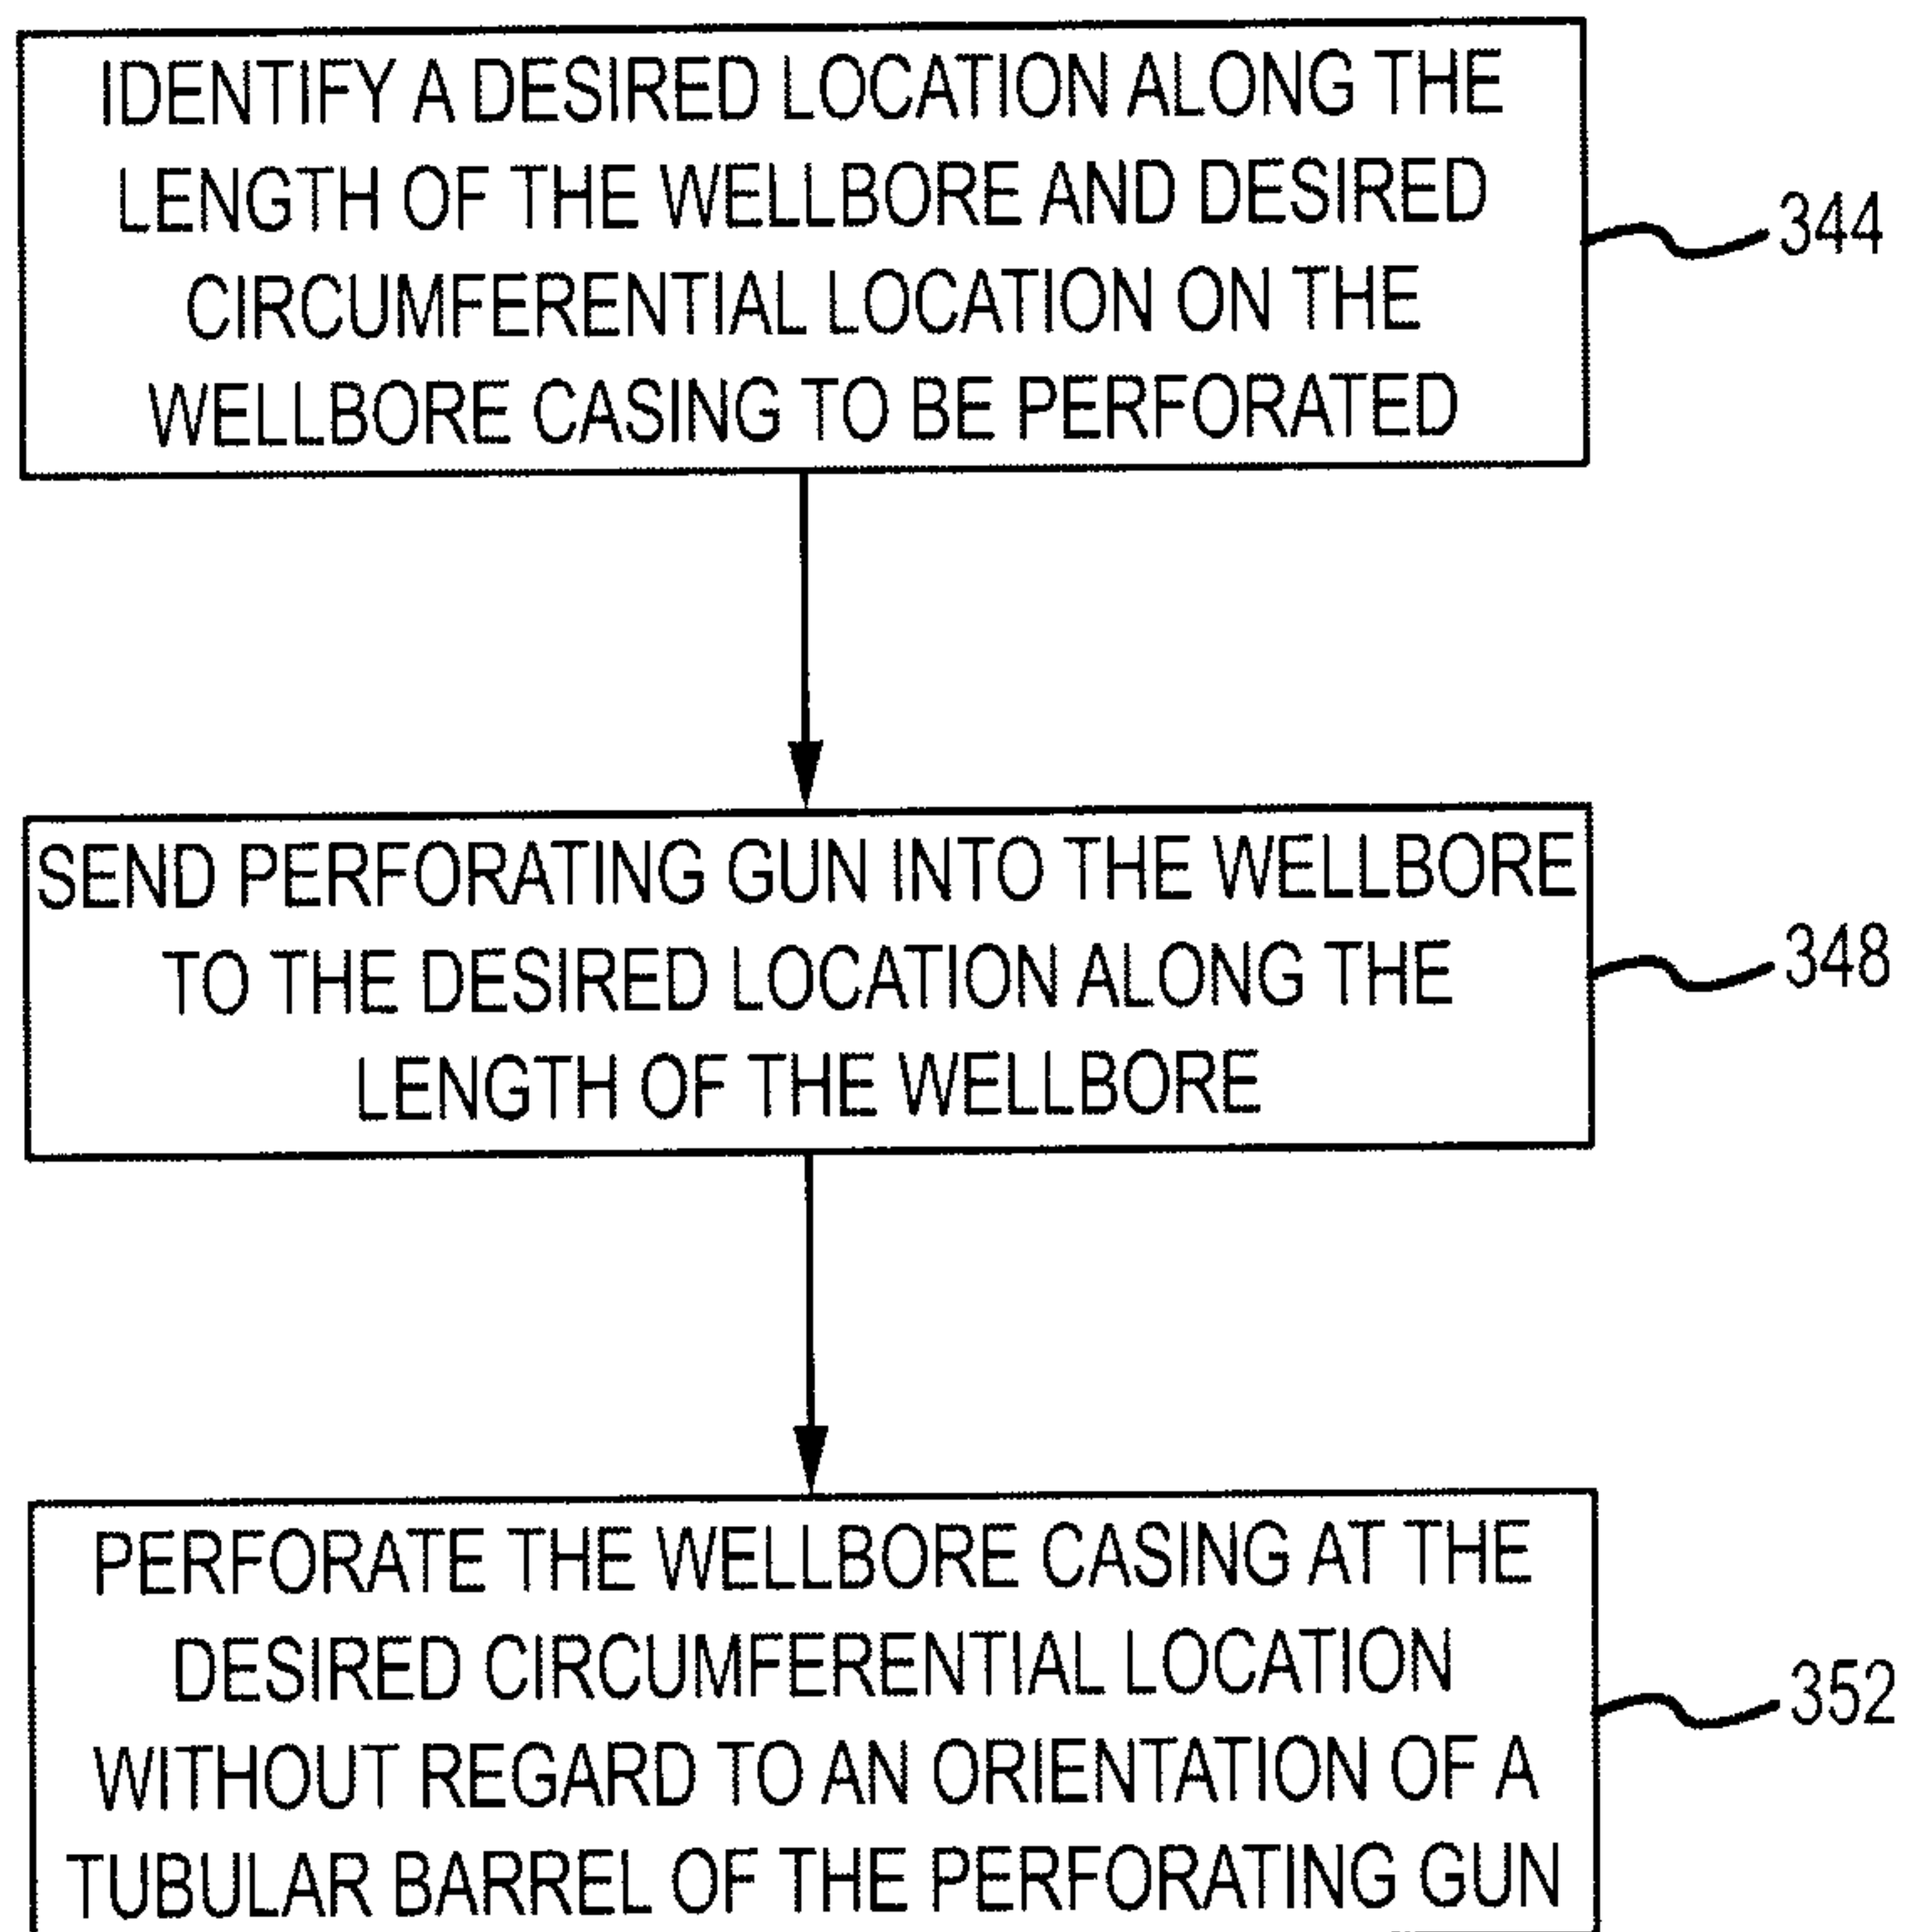 IDENTIFY A DESIRED LOCATION ALONG THE
LENGTH OF THE WELLBORE AND DESIRED
CIRCUMFERENTIAL LOCATION ON THE
WELLBORE CASING TO BE PERFORATED
344
SEND PERFORATING GUN INTO THE WELLBORE
TO THE DESIRED LOCATION ALONG THE
LENGTH OF THE WELLBORE
348
PERFORATE THE WELLBORE CASING AT THE
DESIRED CIRCUMFERENTIAL LOCATION
WITHOUT REGARD TO AN ORIENTATION OF A
TUBULAR BARREL OF THE PERFORATING GUN
352